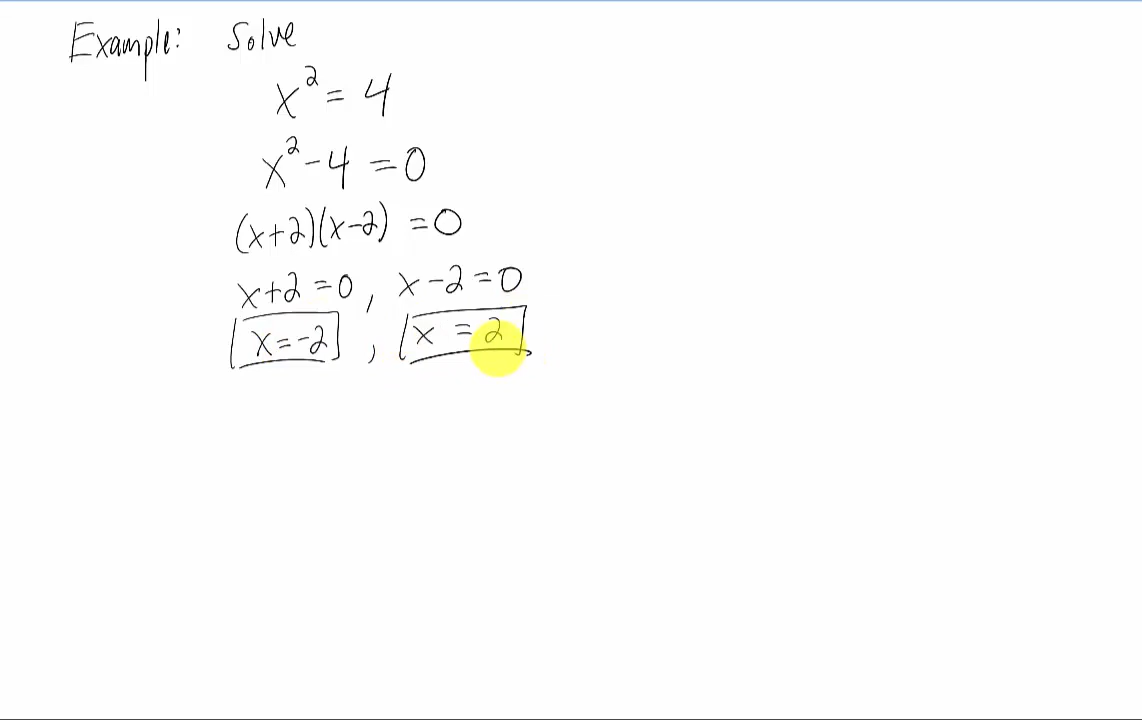 Example: Solve
x² = 4
x² - 4 = 0
(x+2)(x-2) = 0
x+2 = 0, x-2 = 0
x = -2, x = 2